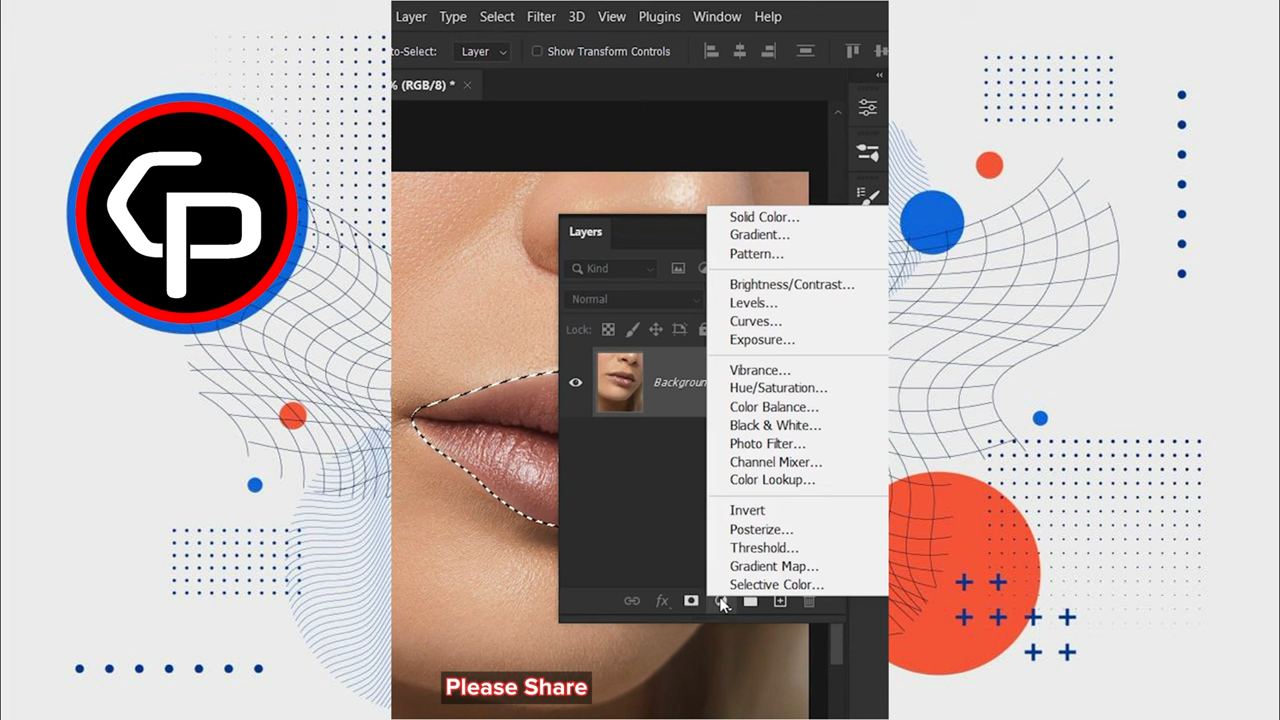 Layer Type Select Filter 3D View Plugins Window Help
to-Select: Layer Show Transform Controls
% (RGB/8) *
CP
Layers
Kind
Normal
Lock:
Backgroun
Solid Color...
Gradient...
Pattern...
Brightness/Contrast...
Levels...
Curves...
Exposure...
Vibrance...
Hue/Saturation...
Color Balance...
Black & White...
Photo Filter...
Channel Mixer...
Color Lookup...
Invert
Posterize...
Threshold...
Gradient Map...
Selective Color...
fx
Please Share